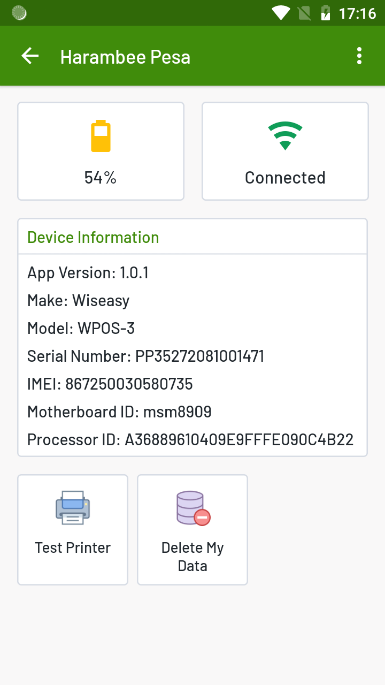 17:16
Harambee Pesa
54%
Connected
Device Information
App Version: 1.0.1
Make: Wiseasy
Model: WPOS-3
Serial Number: PP35272081001471
IMEI: 867250030580735
Motherboard ID: msm8909
Processor ID: A36889610409E9FFFE090C4B22
Test Printer
Delete My
Data